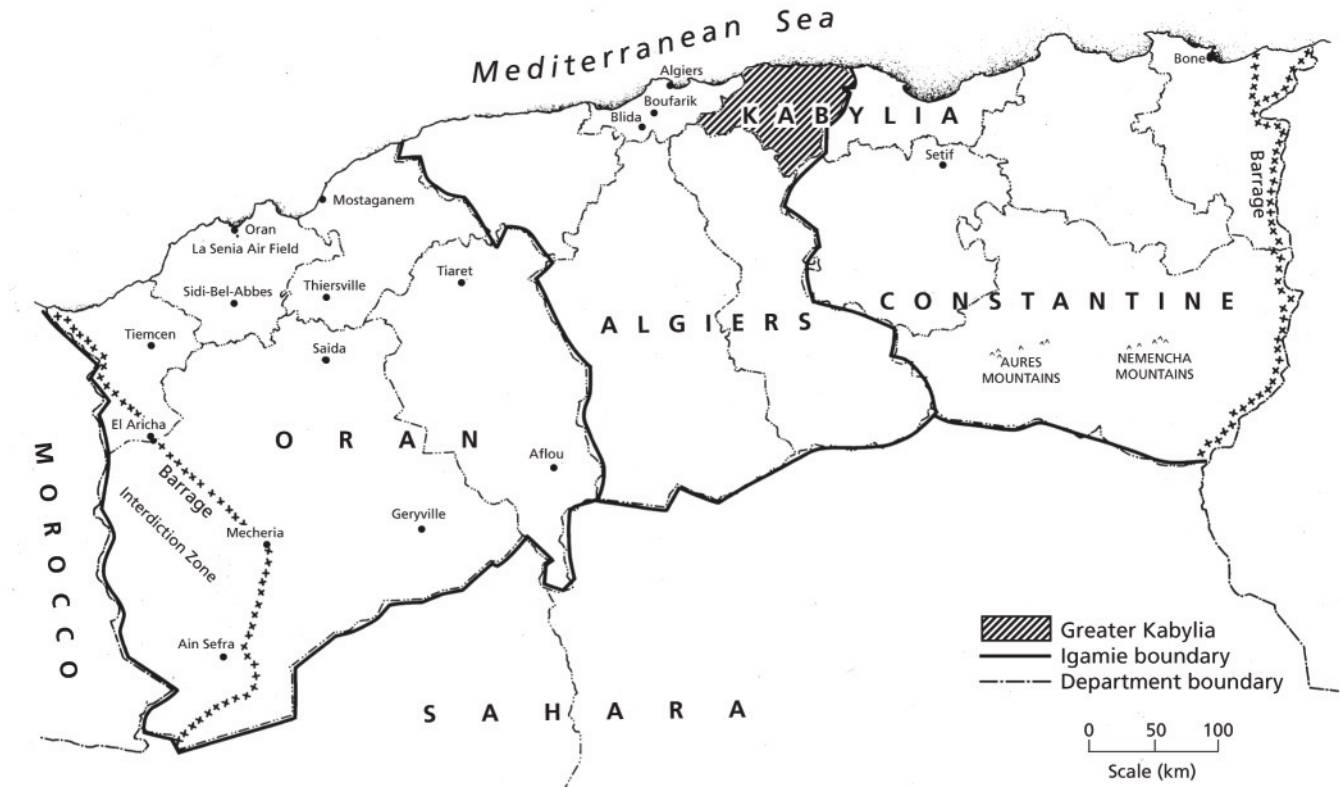 Mediterranean Sea
Algiers
Boufarik
Blida
KABYLIA
Bone
Setif
Barrage
Mostaganem
Oran
La Senia Air Field
Sidi-Bel-Abbes
Thiersville
Tiaret
Tiemcen
Saida
ALGIERS
CONSTANTINE
AURES
MOUNTAINS
NEMENCHA
MOUNTAINS
El Aricha
ORAN
Aflou
MOROCCO
Barrage
Interdiction Zone
Mecheria
Geryville
Ain Sefra
SAHARA
Greater Kabylia
Igamie boundary
Department boundary
0 50 100
Scale (km)